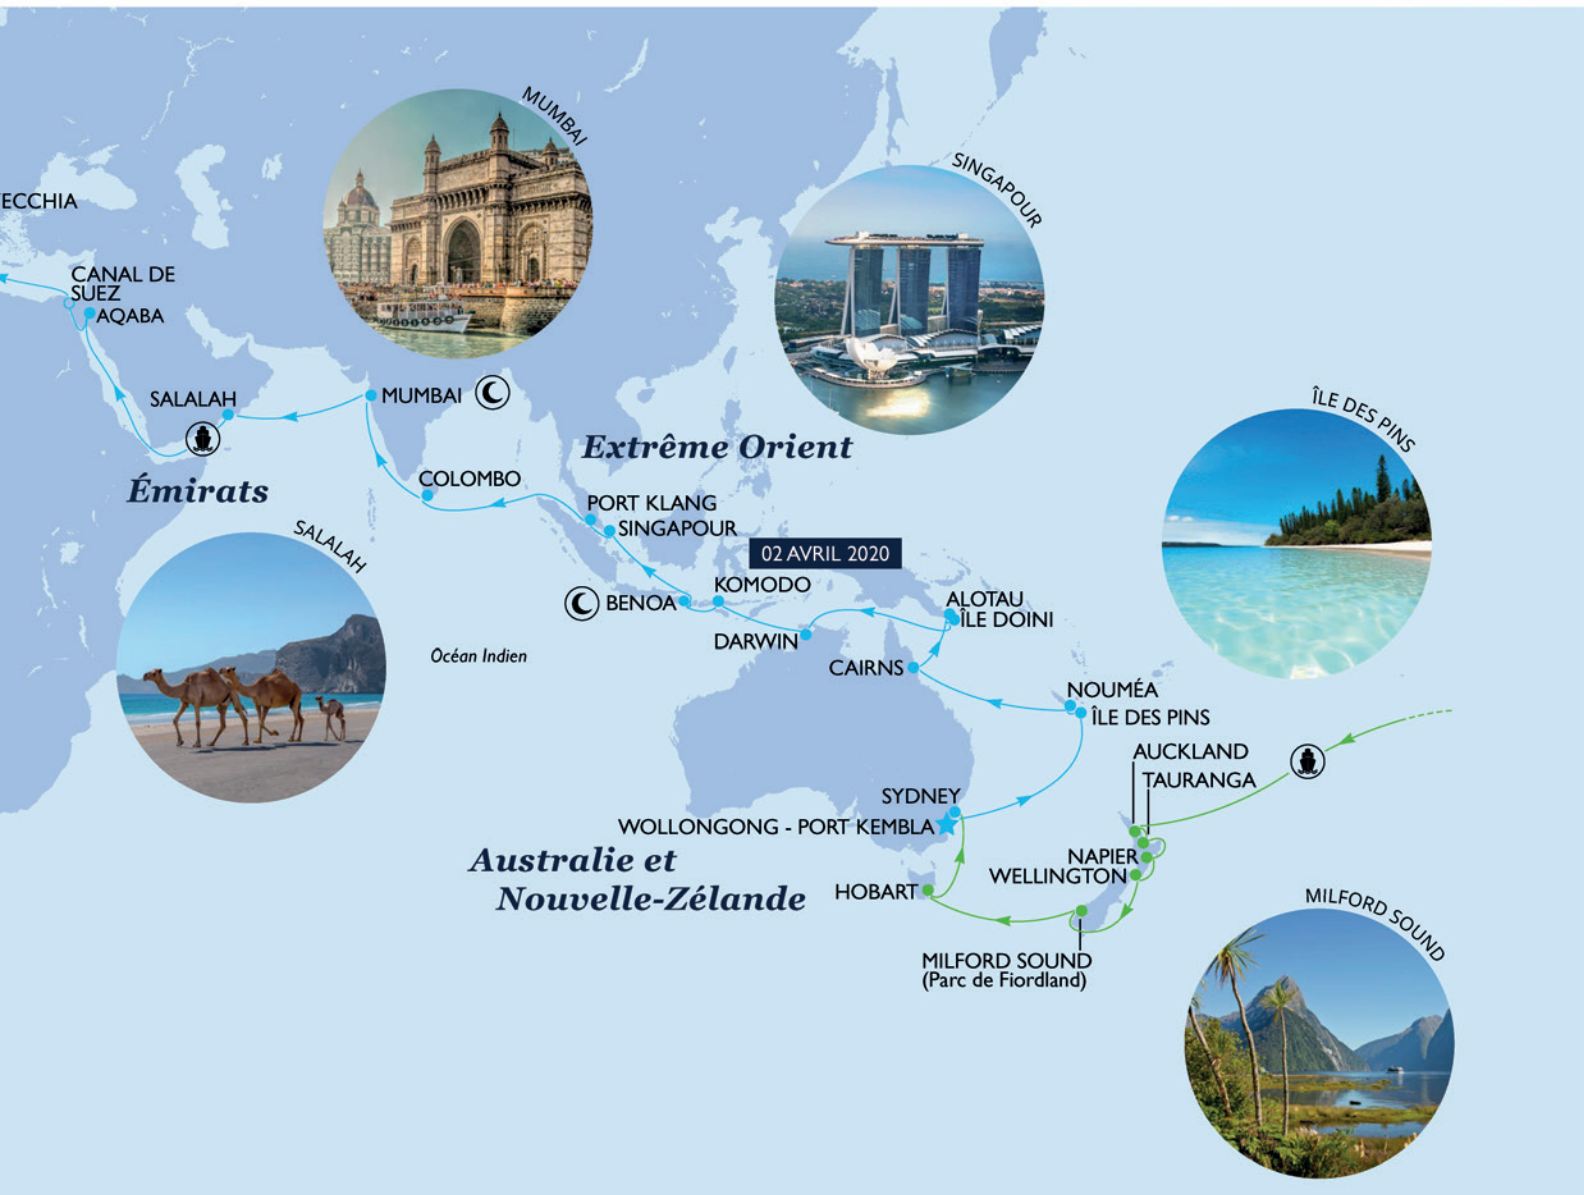 MUMBAI
SINGAPOUR
ECCHIA
CANAL DE
SUEZ
AQABA
SALALAH
MUMBAI
ÎLE DES PINS
Extrême Orient
Émirats
COLOMBO
PORT KLANG
SINGAPOUR
SALALAH
02 AVRIL 2020
KOMODO
BENOA
ALOTAU
ÎLE DOINI
DARWIN
Océan Indien
CAIRNS
NOUMÉA
ÎLE DES PINS
AUCKLAND
TAURANGA
SYDNEY
WOLLONGONG - PORT KEMBLA
Australie et
Nouvelle-Zélande
NAPIER
WELLINGTON
HOBART
MILFORD SOUND
MILFORD SOUND
(Parc de Fiordland)